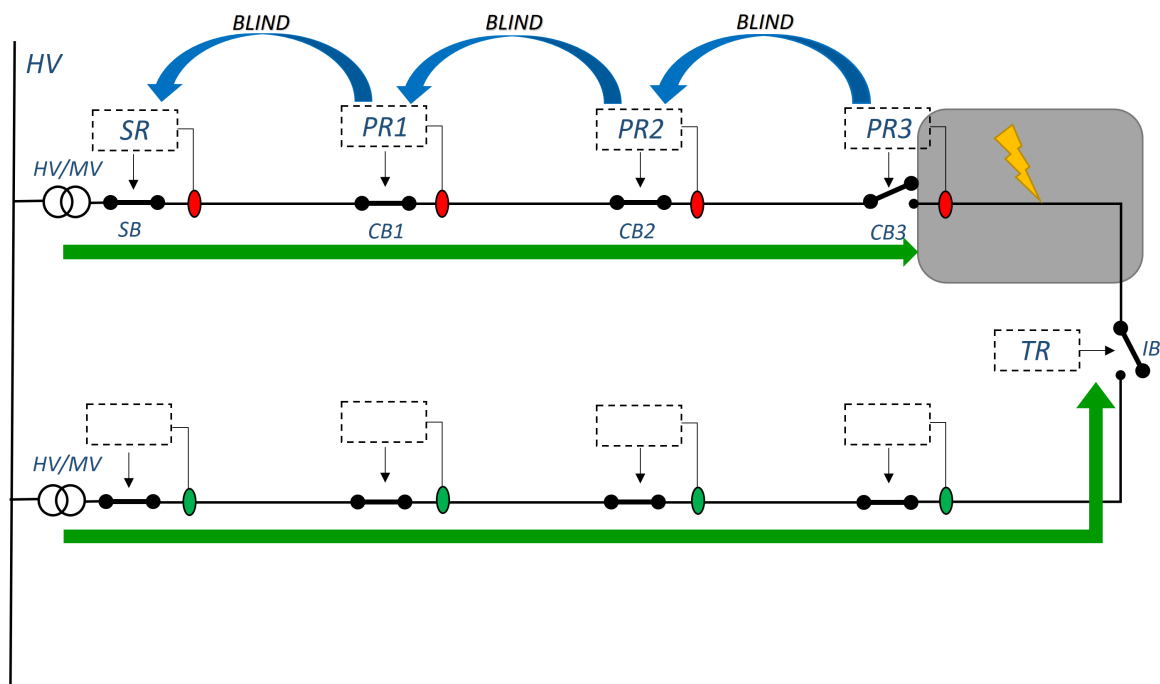 BLIND
BLIND
BLIND
HV
SR
PR1
PR2
PR3
HV/MV
SB
CB1
CB2
CB3
TR
IB
HV/MV